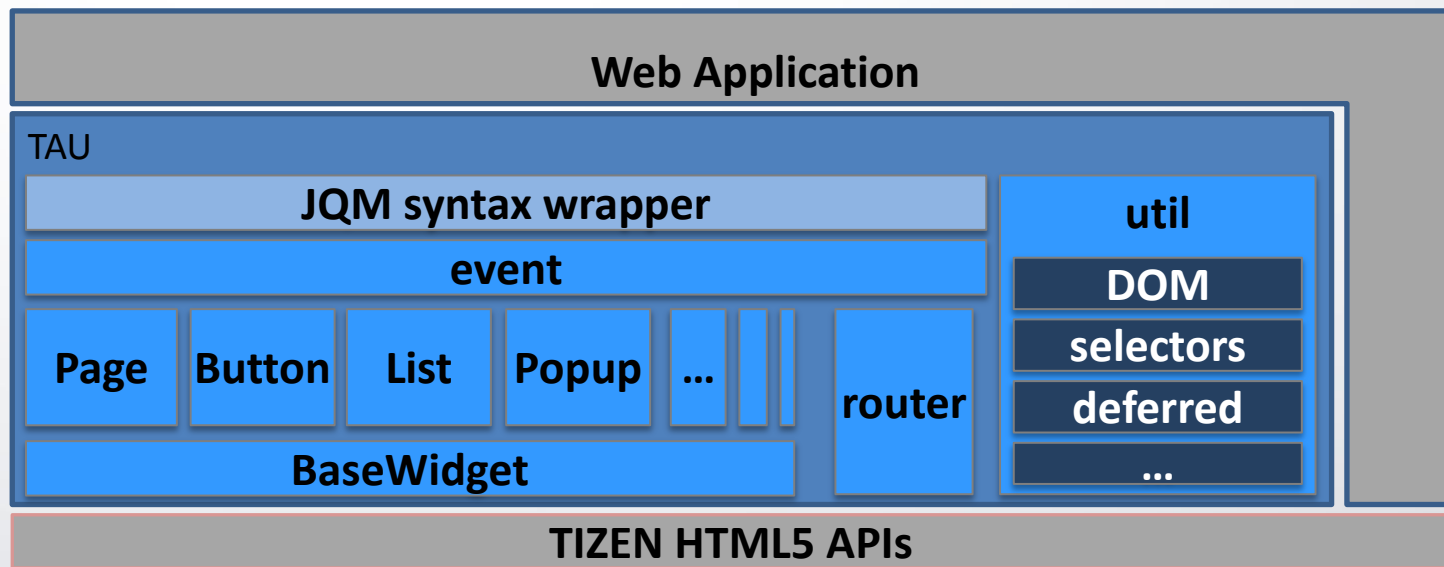 Web Application
TAU
JQM syntax wrapper
event
Page
Button
List
Popup
...
BaseWidget
router
util
DOM
selectors
deferred
...
TIZEN HTML5 APIs